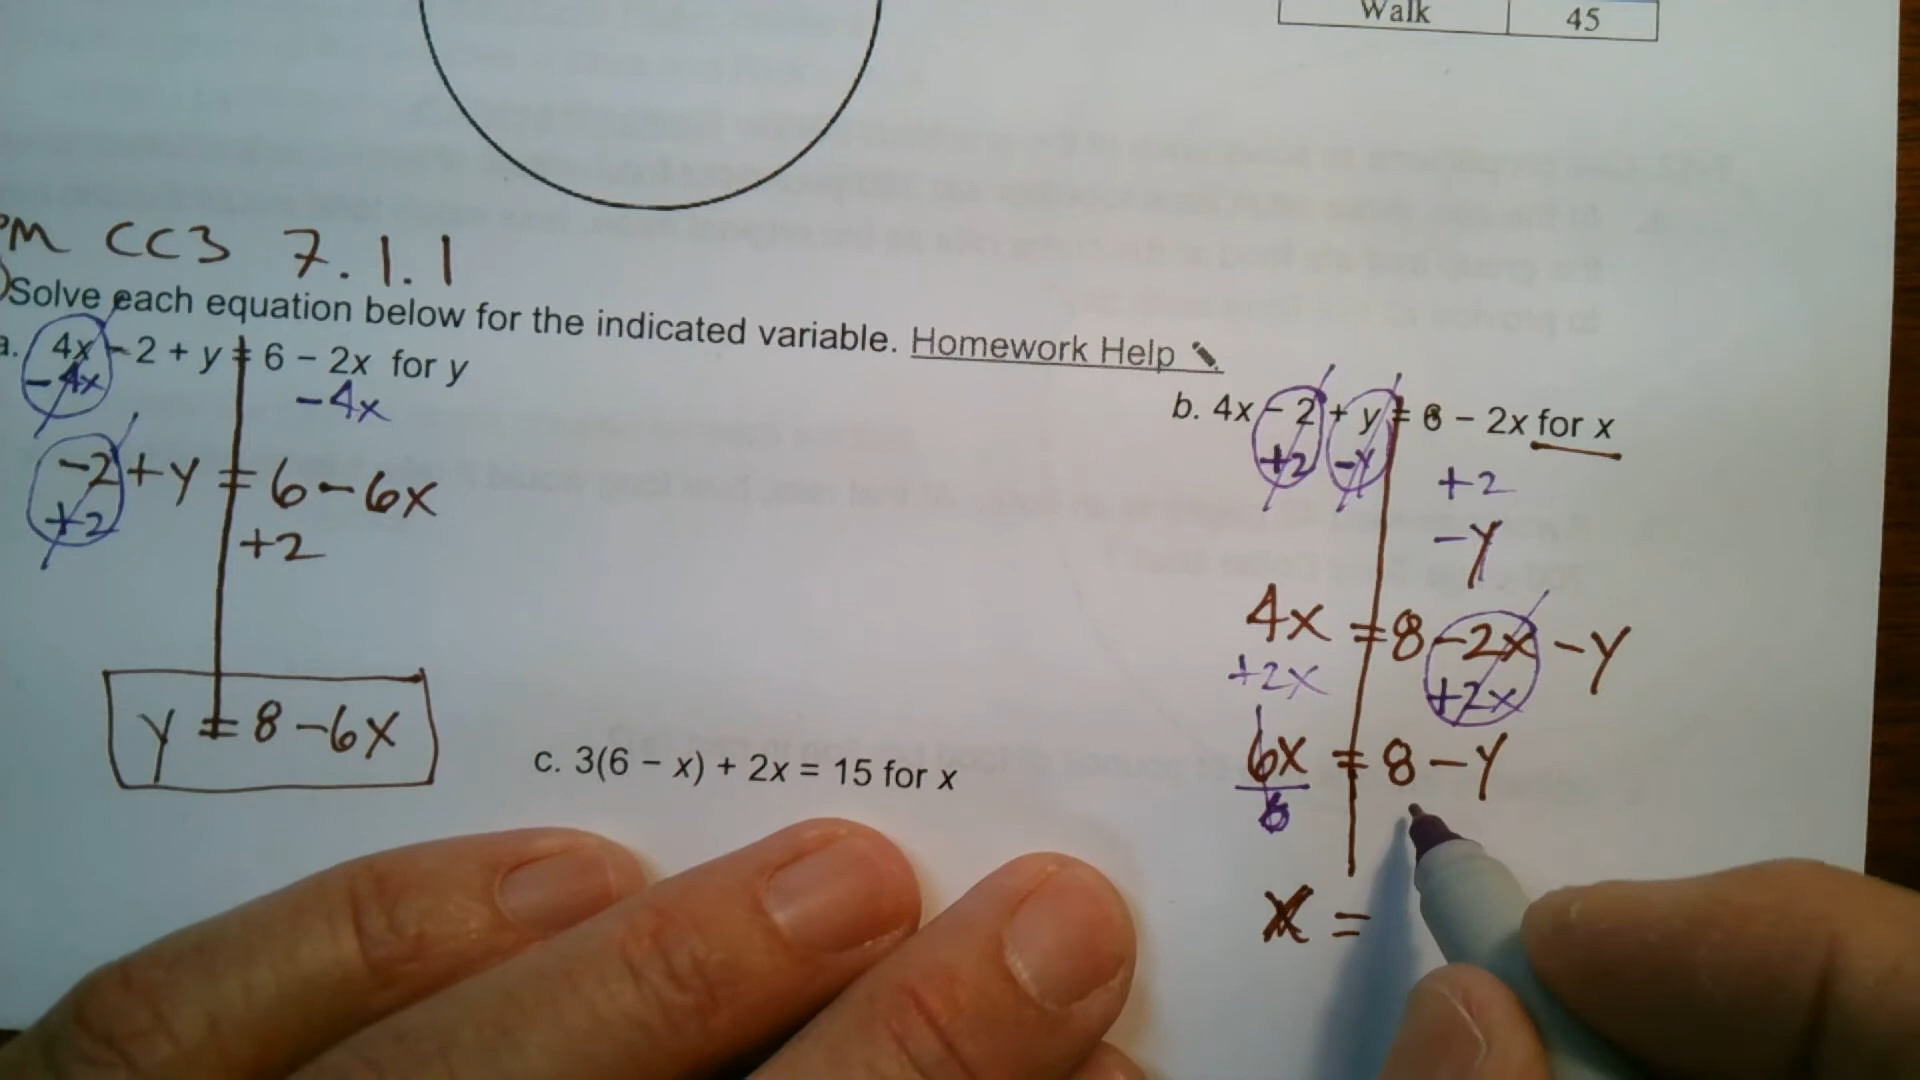 Walk 45
CC3 7.1.1
Solve each equation below for the indicated variable. Homework Help
a. 4x - 2 + y = 6 - 2x for y
-4x -4x
-2 + y = 6 - 6x
+2 +2
y = 8 - 6x
b. 4x - 2 + y = 6 - 2x for x
+2 -y +2
-y
4x = 8 - 2x - y
+2x +2x
6x = 8 - y
6
x =
c. 3(6 - x) + 2x = 15 for x